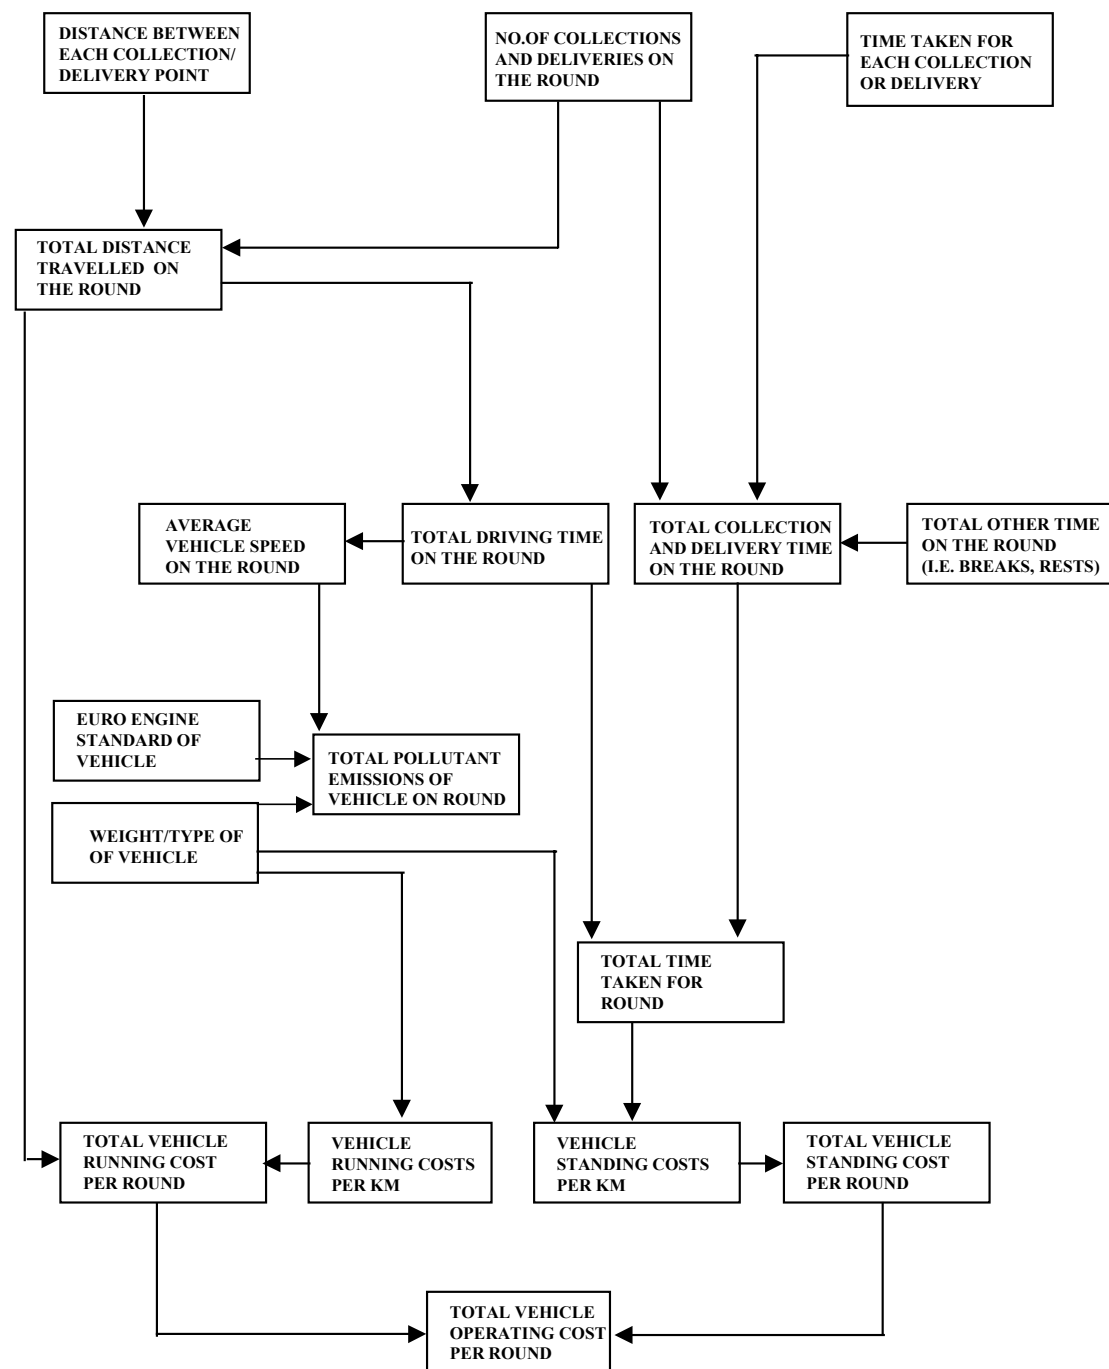 DISTANCE BETWEEN
EACH COLLECTION/
DELIVERY POINT
NO.OF COLLECTIONS
AND DELIVERIES ON
THE ROUND
TIME TAKEN FOR
EACH COLLECTION
OR DELIVERY
TOTAL DISTANCE
TRAVELLED ON
THE ROUND
AVERAGE
VEHICLE SPEED
ON THE ROUND
TOTAL DRIVING TIME
ON THE ROUND
TOTAL COLLECTION
AND DELIVERY TIME
ON THE ROUND
TOTAL OTHER TIME
ON THE ROUND
(I.E. BREAKS, RESTS)
EURO ENGINE
STANDARD OF
VEHICLE
TOTAL POLLUTANT
EMISSIONS OF
VEHICLE ON ROUND
WEIGHT/TYPE OF
OF VEHICLE
TOTAL TIME
TAKEN FOR
ROUND
TOTAL VEHICLE
RUNNING COST
PER ROUND
VEHICLE
RUNNING COSTS
PER KM
VEHICLE
STANDING COSTS
PER KM
TOTAL VEHICLE
STANDING COST
PER ROUND
TOTAL VEHICLE
OPERATING COST
PER ROUND